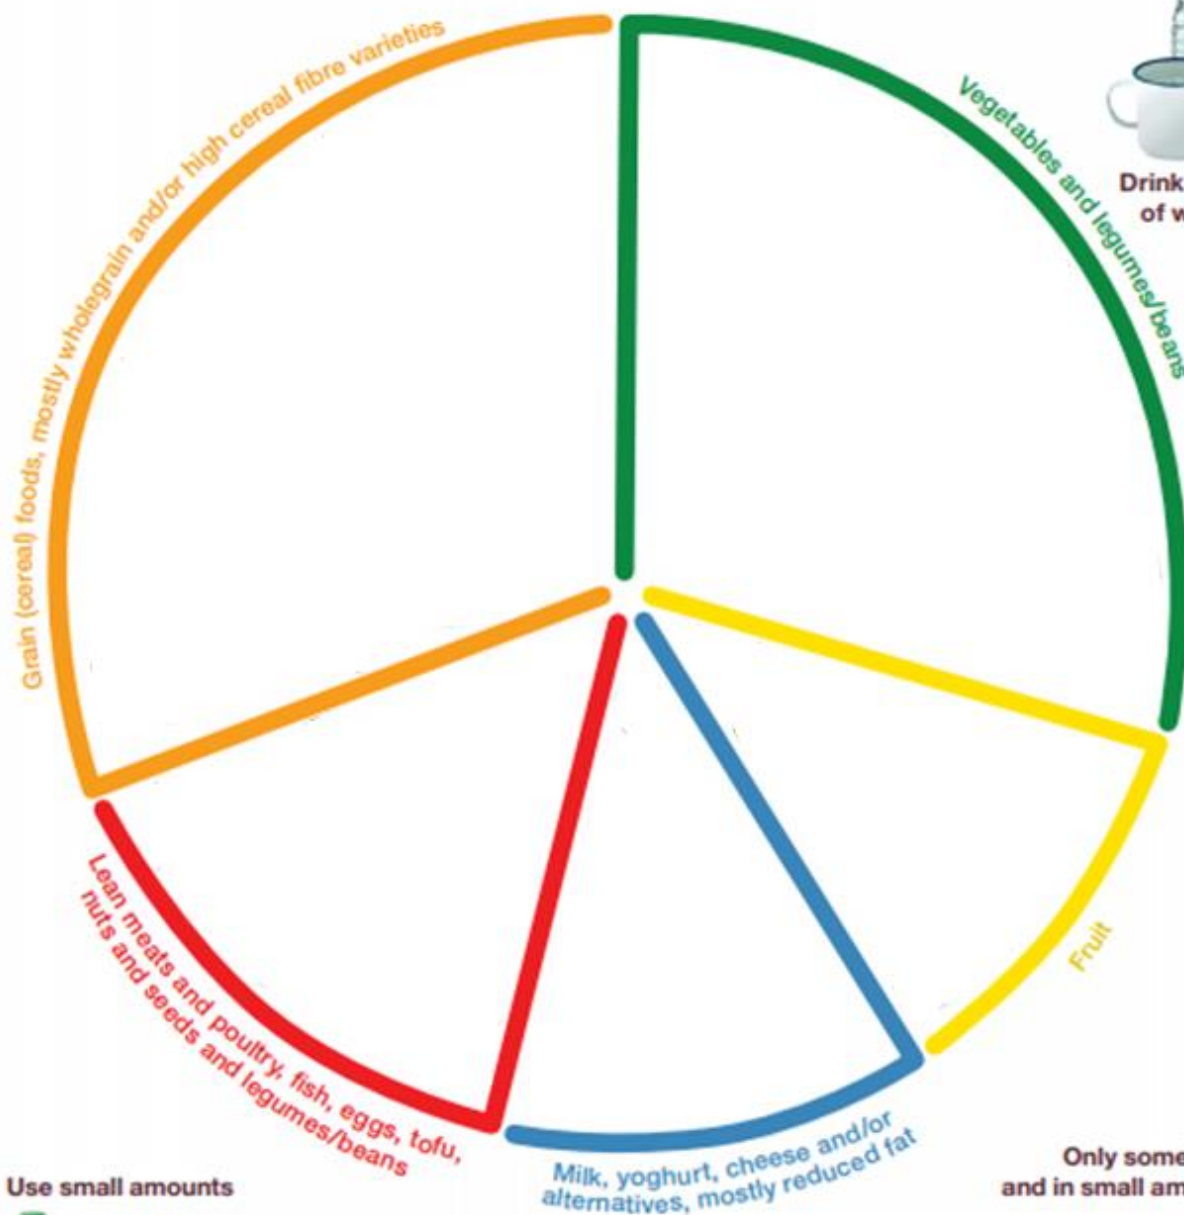 Grain (cereal) foods, mostly wholegrain and/or high cereal fibre varieties
Vegetables and legumes/beans
Drink
of w
Fruit
Lean meats and poultry, fish, eggs, tofu,
nuts and seeds and legumes/beans
Milk, yoghurt, cheese and/or
alternatives, mostly reduced fat
Use small amounts
Only some
and in small am